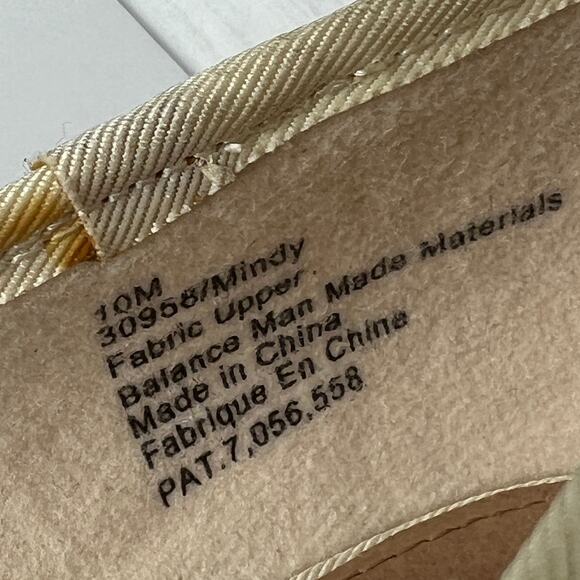 10M
30958/Mindy
Fabric Upper
Balance Man Made Materials
Made in China
Fabrique En Chine
PAT.7,056,558